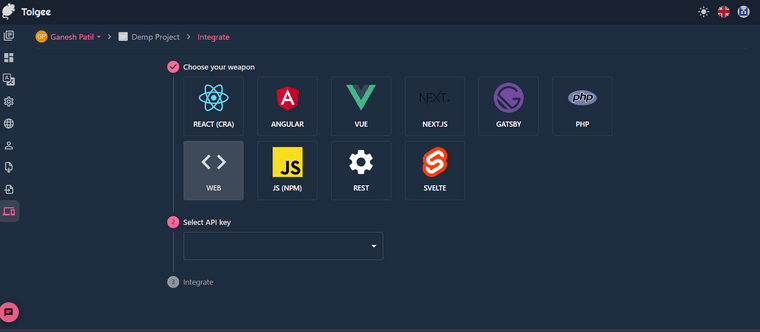 Tolgee
GP Ganesh Patil > Demp Project > Integrate
Choose your weapon
REACT (CRA)
ANGULAR
VUE
NEXT.JS
NEXT.JS
GATSBY
php
PHP
WEB
JS
JS (NPM)
REST
SVELTE
2 Select API key
3 Integrate